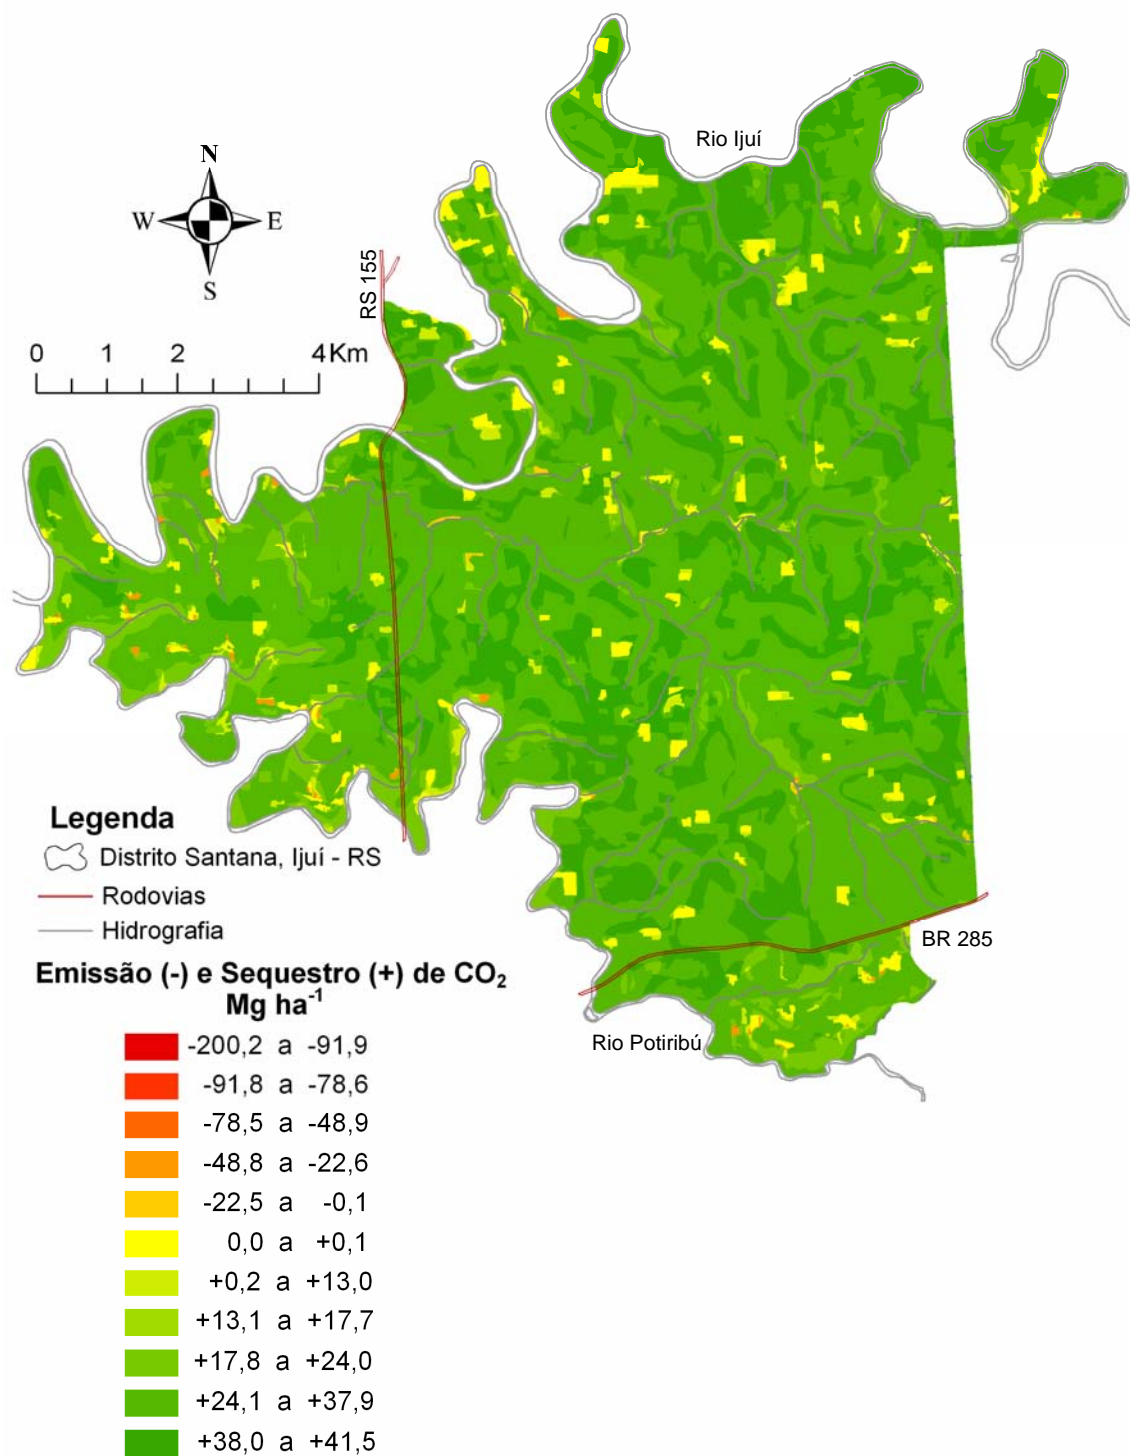 Rio Ijuí
N
W E
S
RS 155
0 1 2 4 Km
Legenda
Distrito Santana, Ijuí - RS
Rodovias
Hidrografia
BR 285
Rio Potiribú
Emissão (-) e Sequestro (+) de CO₂
Mg ha⁻¹
-200,2 a -91,9
-91,8 a -78,6
-78,5 a -48,9
-48,8 a -22,6
-22,5 a -0,1
0,0 a +0,1
+0,2 a +13,0
+13,1 a +17,7
+17,8 a +24,0
+24,1 a +37,9
+38,0 a +41,5